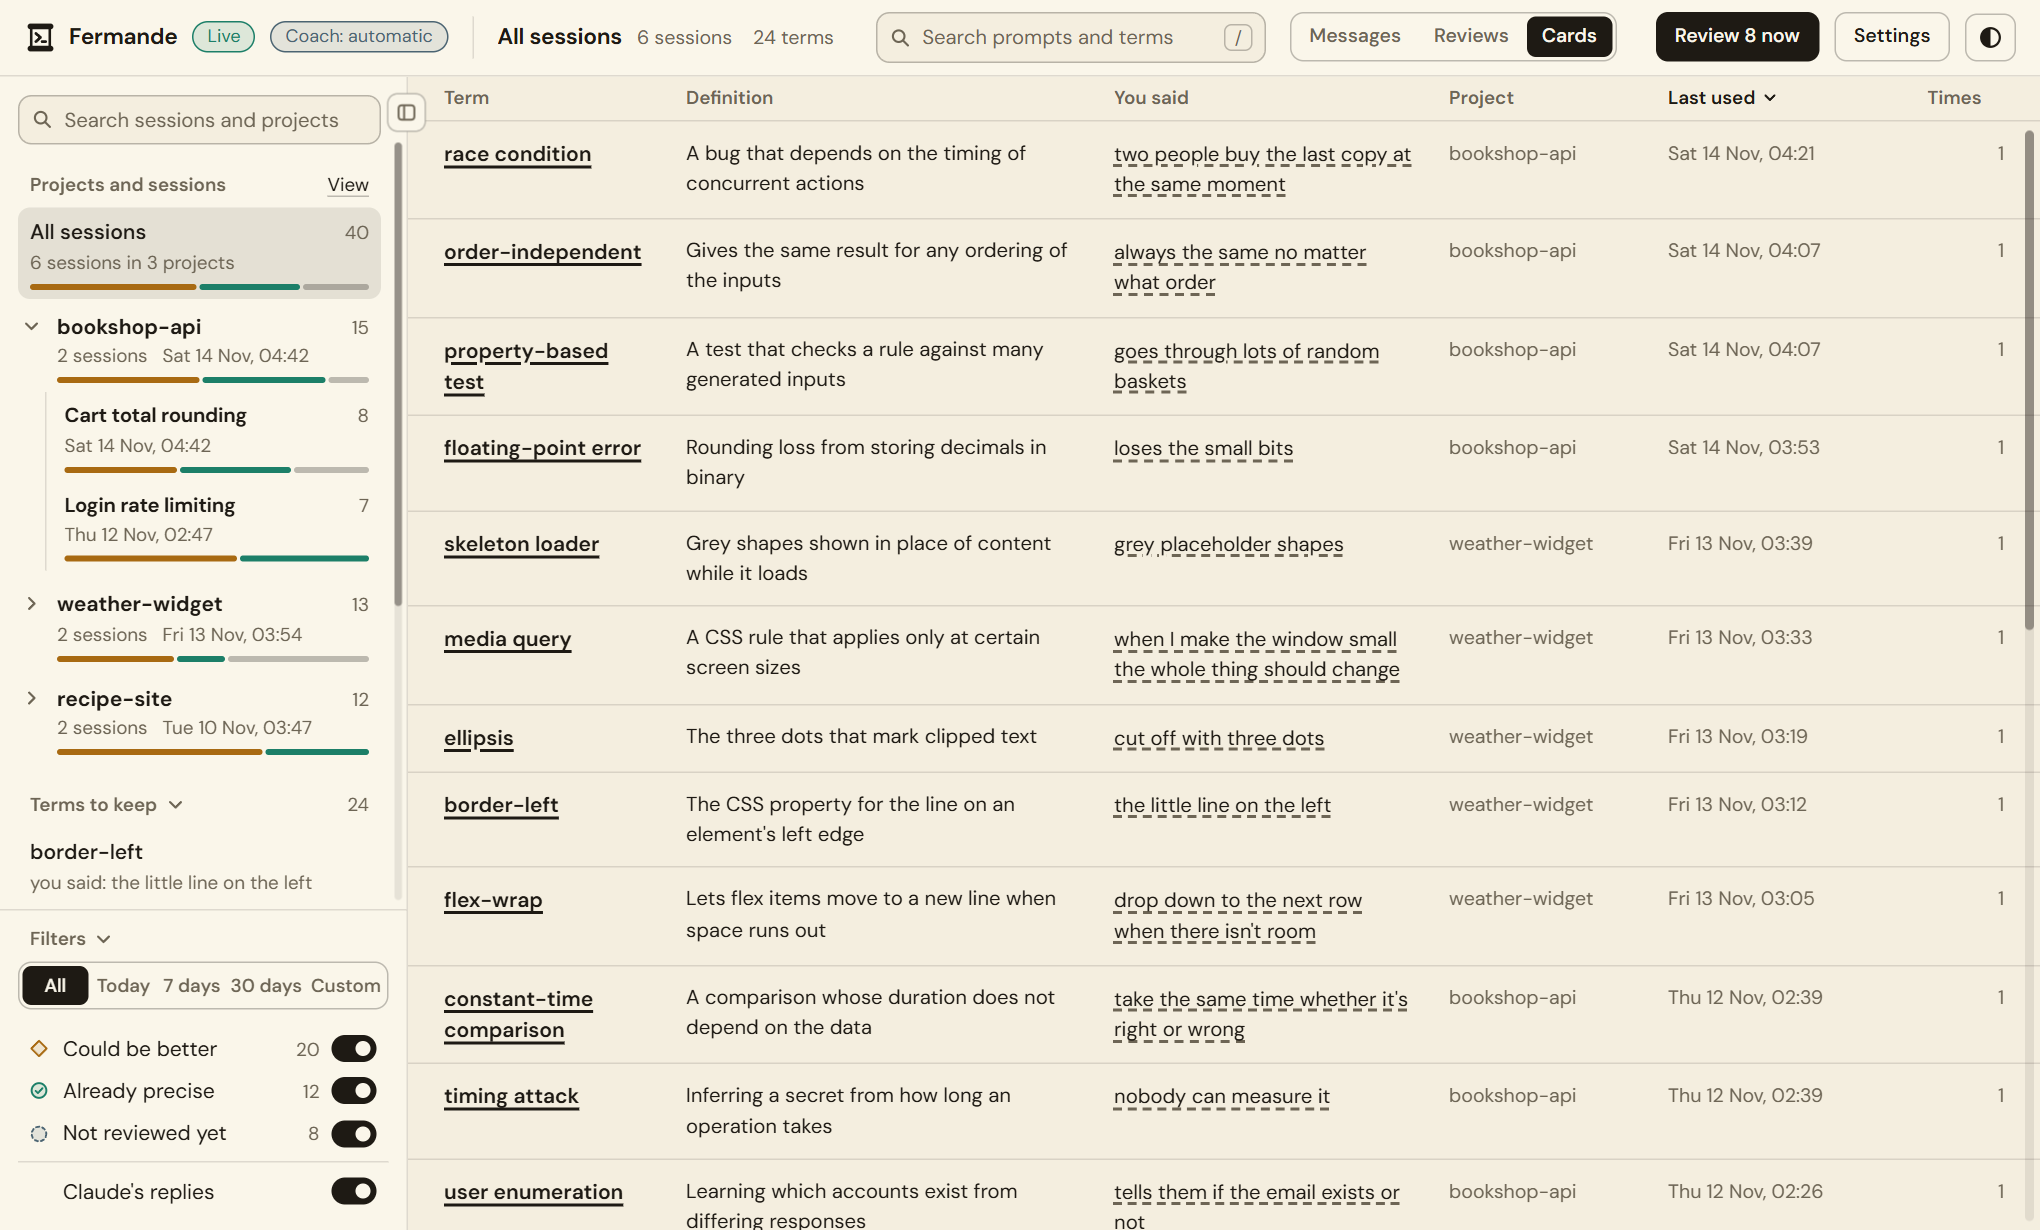 Fermande
Live
Coach: automatic
All sessions
6 sessions
24 terms
Search prompts and terms
/
Messages
Reviews
Cards
Review 8 now
Settings
Search sessions and projects
Projects and sessions
View
All sessions
40
6 sessions in 3 projects
bookshop-api
15
2 sessions
Sat 14 Nov, 04:42
Cart total rounding
8
Sat 14 Nov, 04:42
Login rate limiting
7
Thu 12 Nov, 02:47
weather-widget
13
2 sessions
Fri 13 Nov, 03:54
recipe-site
12
2 sessions
Tue 10 Nov, 03:47
Terms to keep
24
border-left
you said: the little line on the left
Filters
All
Today
7 days
30 days
Custom
Could be better
20
Already precise
12
Not reviewed yet
8
Claude's replies
Term
Definition
You said
Project
Last used
Times
race condition
A bug that depends on the timing of
concurrent actions
two people buy the last copy at
the same moment
bookshop-api
Sat 14 Nov, 04:21
1
order-independent
Gives the same result for any ordering of
the inputs
always the same no matter
what order
bookshop-api
Sat 14 Nov, 04:07
1
property-based
test
A test that checks a rule against many
generated inputs
goes through lots of random
baskets
bookshop-api
Sat 14 Nov, 04:07
1
floating-point error
Rounding loss from storing decimals in
binary
loses the small bits
bookshop-api
Sat 14 Nov, 03:53
1
skeleton loader
Grey shapes shown in place of content
while it loads
grey placeholder shapes
weather-widget
Fri 13 Nov, 03:39
1
media query
A CSS rule that applies only at certain
screen sizes
when I make the window small
the whole thing should change
weather-widget
Fri 13 Nov, 03:33
1
ellipsis
The three dots that mark clipped text
cut off with three dots
weather-widget
Fri 13 Nov, 03:19
1
border-left
The CSS property for the line on an
element's left edge
the little line on the left
weather-widget
Fri 13 Nov, 03:12
1
flex-wrap
Lets flex items move to a new line when
space runs out
drop down to the next row
when there isn't room
weather-widget
Fri 13 Nov, 03:05
1
constant-time
comparison
A comparison whose duration does not
depend on the data
take the same time whether it's
right or wrong
bookshop-api
Thu 12 Nov, 02:39
1
timing attack
Inferring a secret from how long an
operation takes
nobody can measure it
bookshop-api
Thu 12 Nov, 02:39
1
user enumeration
Learning which accounts exist from
differing responses
tells them if the email exists or
not
bookshop-api
Thu 12 Nov, 02:26
1